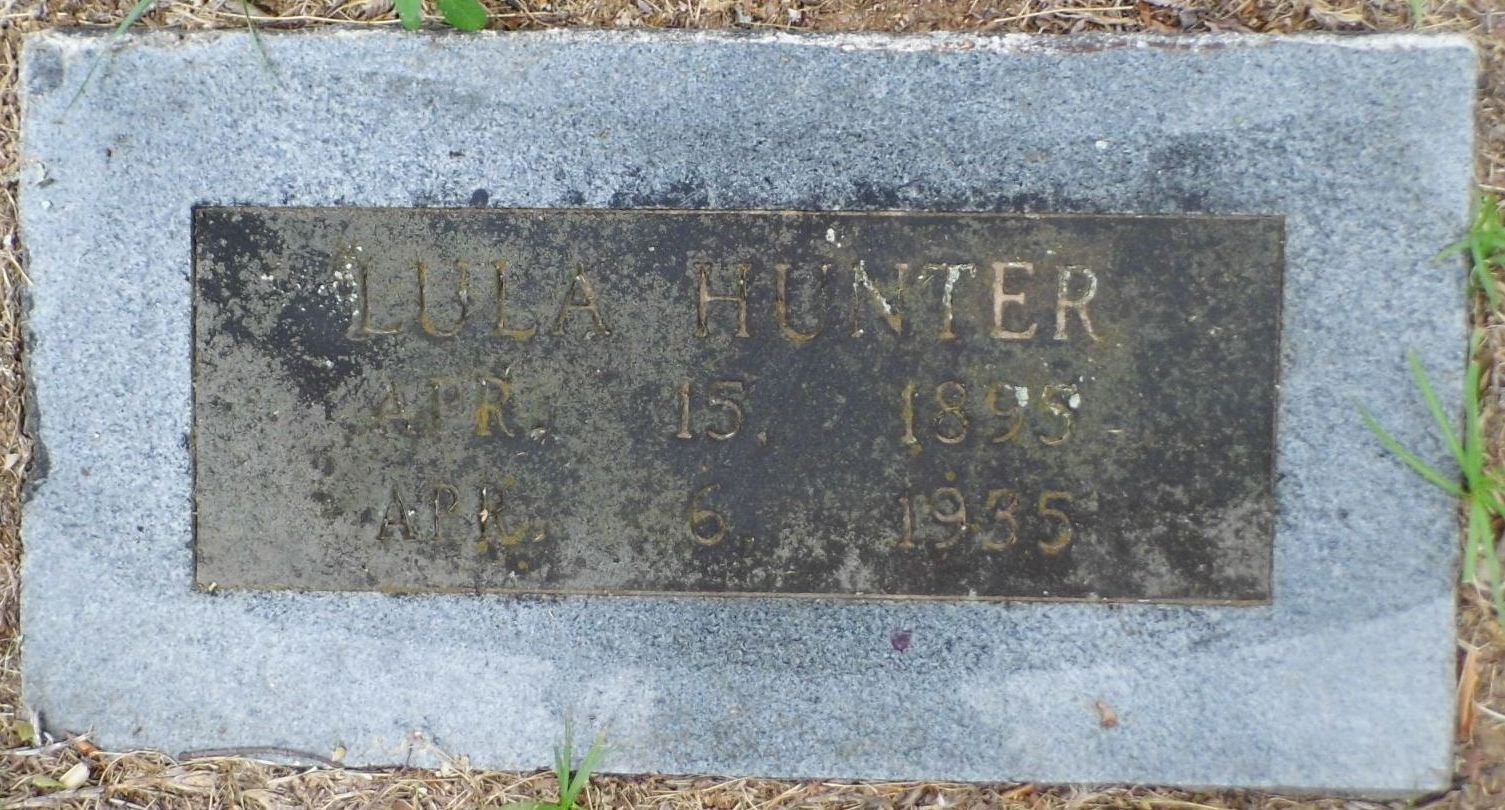 LULA HUNTER
APR. 15, 1895
APR. 6, 1935